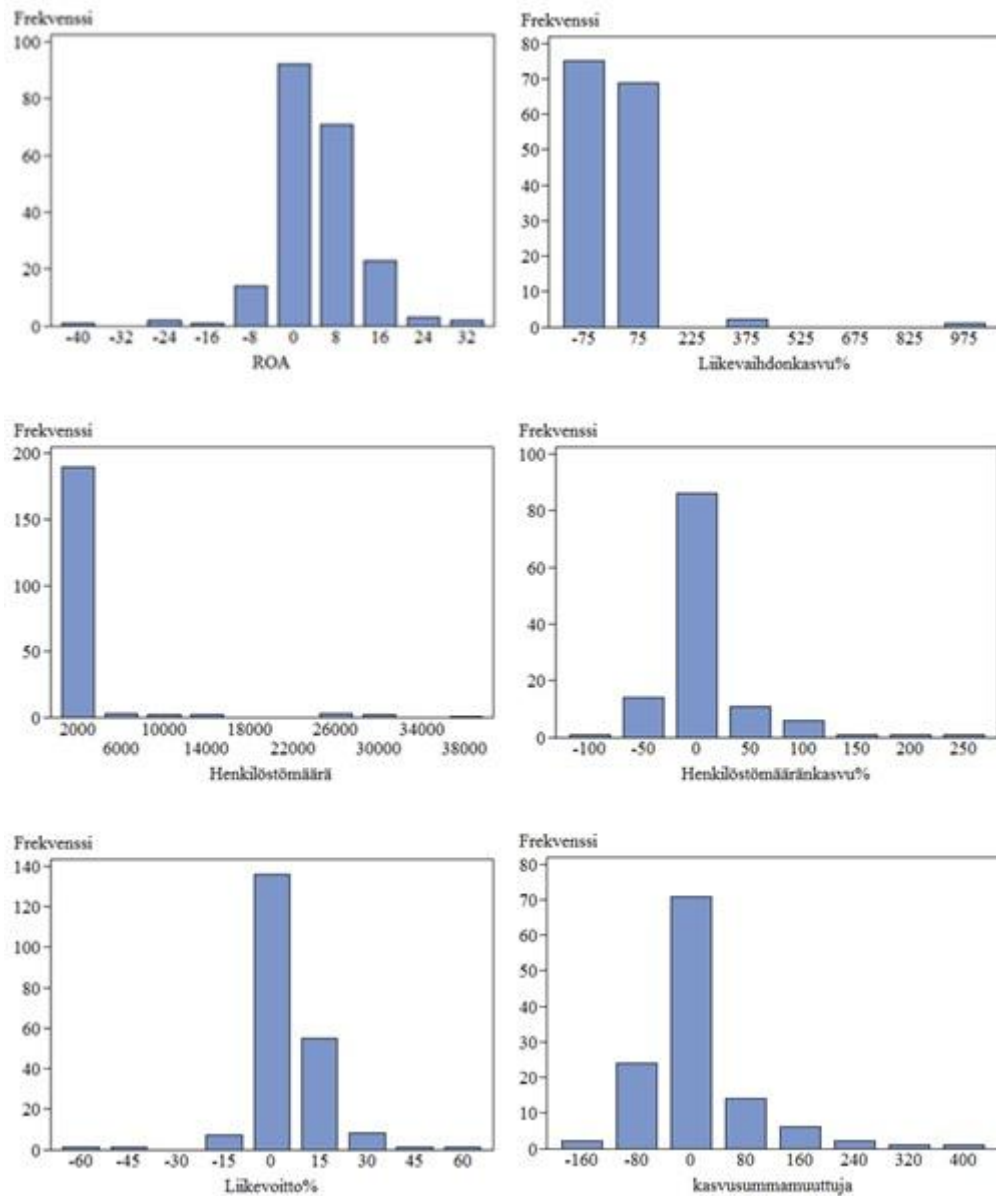 Frekvenssi
100
80
60
40
20
0
-40 -32 -24 -16 -8 0 8 16 24 32
ROA
Frekvenssi
80
70
60
50
40
30
20
10
0
-75 75 225 375 525 675 825 975
Liikevaihdonkasvu%
Frekvenssi
200
150
100
50
0
2000 10000 18000 26000 34000
6000 14000 22000 30000 38000
Henkilöstömäärä
Frekvenssi
100
80
60
40
20
0
-100 -50 0 50 100 150 200 250
Henkilöstömääränkasvu%
Frekvenssi
140
120
100
80
60
40
20
0
-60 -45 -30 -15 0 15 30 45 60
Liikevoitto%
Frekvenssi
80
70
60
50
40
30
20
10
0
-160 -80 0 80 160 240 320 400
kasvusummamuuttuja